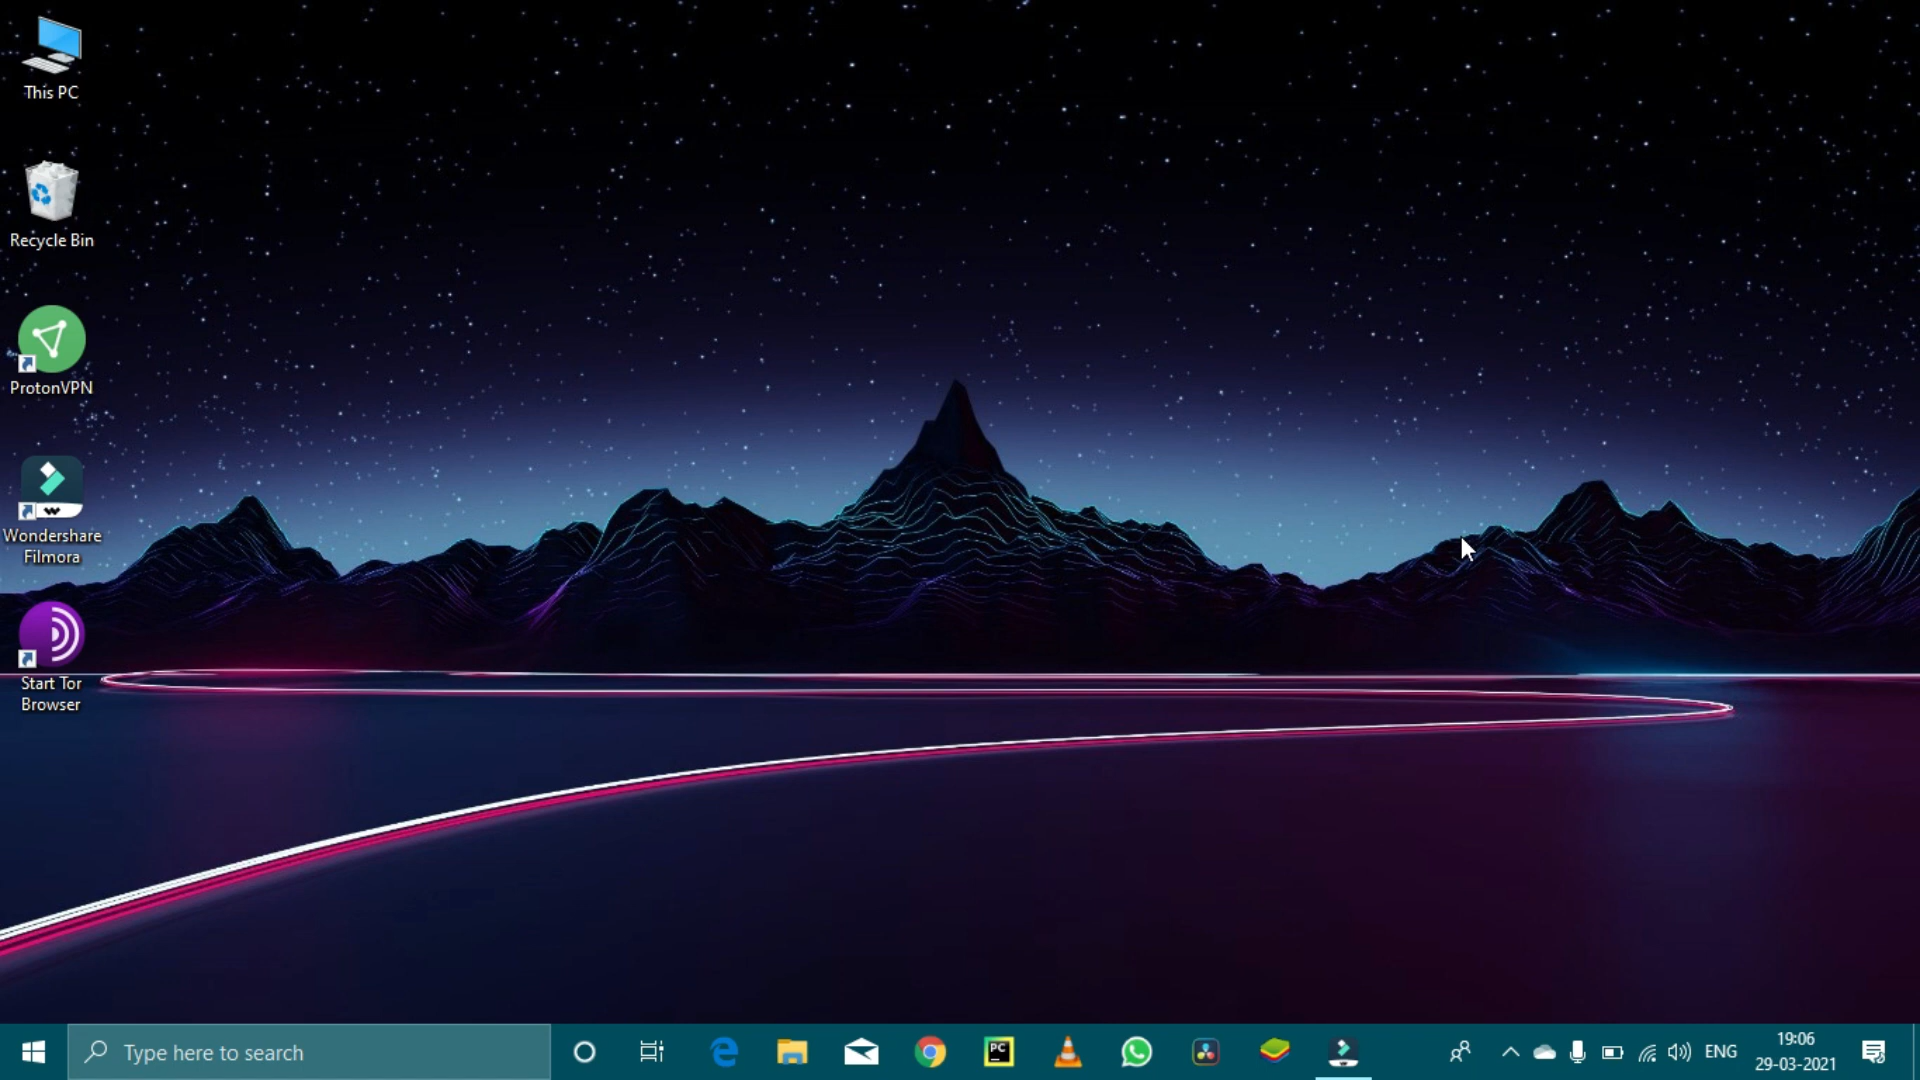 This PC
Recycle Bin
ProtonVPN
Wondershare
Filmora
Start Tor
Browser
Type here to search
PC
ENG
19:06
29-03-2021